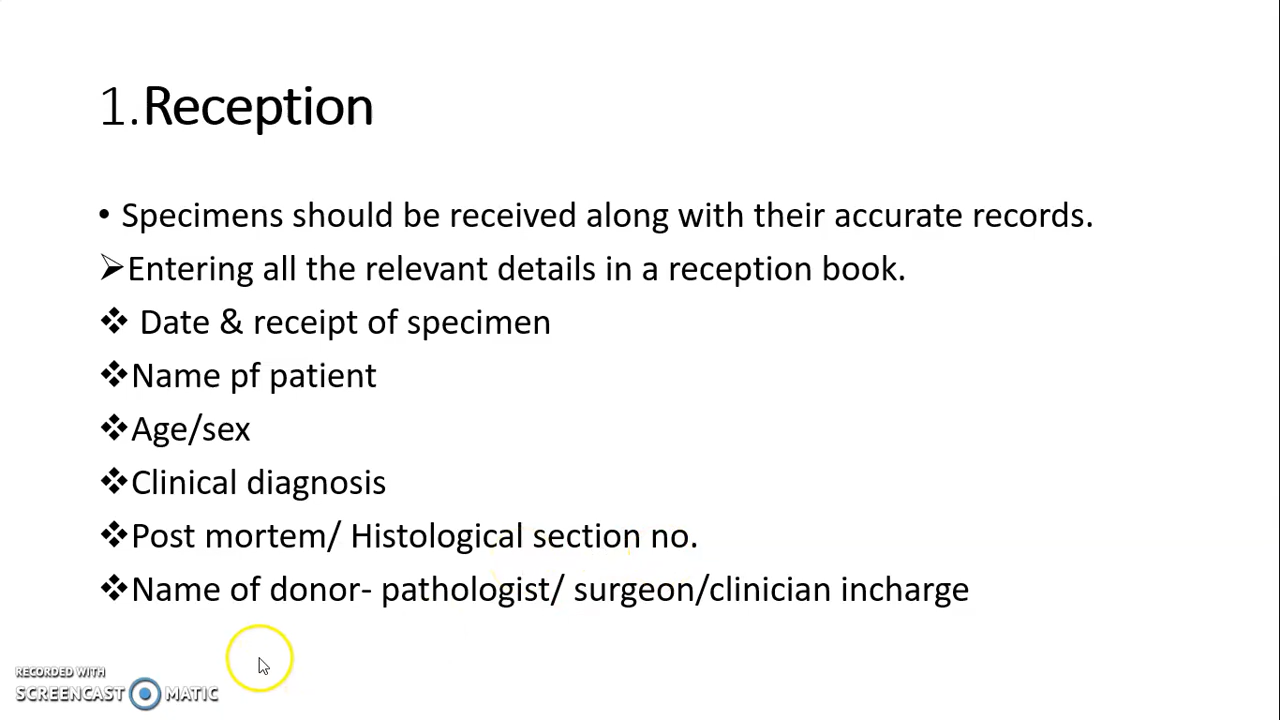 1.Reception
• Specimens should be received along with their accurate records.
➢Entering all the relevant details in a reception book.
❖ Date & receipt of specimen
❖Name pf patient
❖Age/sex
❖Clinical diagnosis
❖Post mortem/ Histological section no.
❖Name of donor- pathologist/ surgeon/clinician incharge
RECORDED WITH
SCREENCAST MATIC